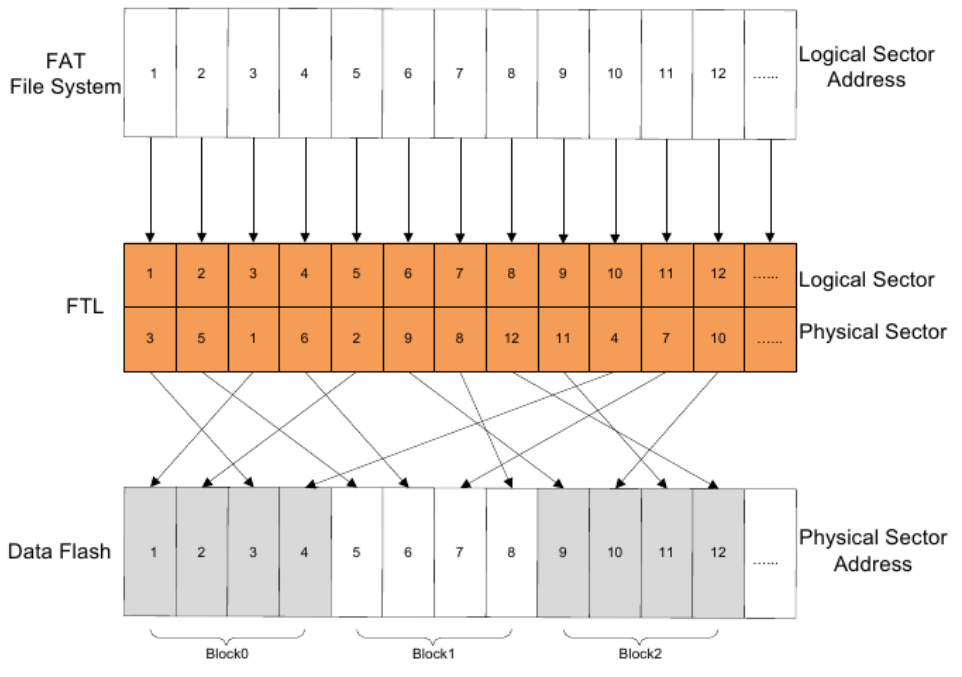 FAT
File System
1 2 3 4 5 6 7 8 9 10 11 12 ......
Logical Sector
Address
FTL
1 2 3 4 5 6 7 8 9 10 11 12 ......
Logical Sector
3 5 1 6 2 9 8 12 11 4 7 10 ......
Physical Sector
Data Flash
1 2 3 4 5 6 7 8 9 10 11 12 ......
Physical Sector
Address
Block0 Block1 Block2